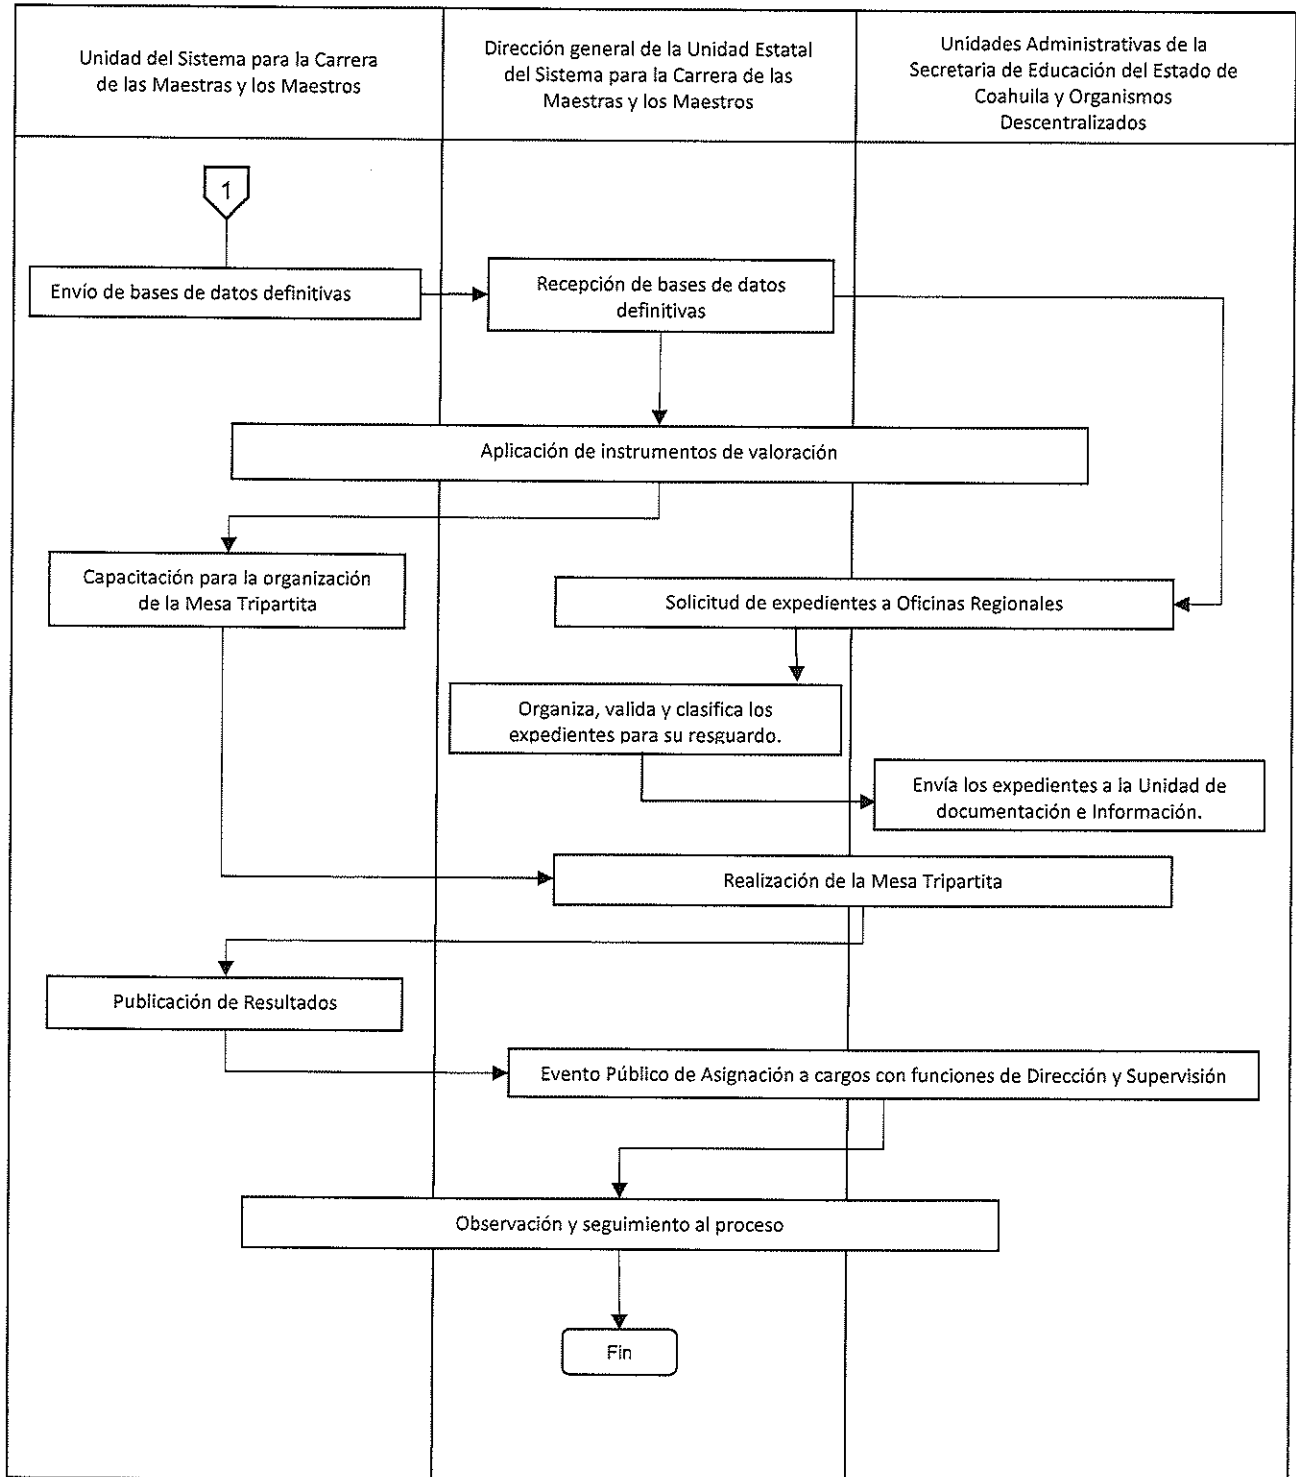 Unidad del Sistema para la Carrera
de las Maestras y los Maestros
Dirección general de la Unidad Estatal
del Sistema para la Carrera de las
Maestras y los Maestros
Unidades Administrativas de la
Secretaria de Educación del Estado de
Coahuila y Organismos
Descentralizados
1
Envío de bases de datos definitivas
Recepción de bases de datos
definitivas
Aplicación de instrumentos de valoración
Capacitación para la organización
de la Mesa Tripartita
Solicitud de expedientes a Oficinas Regionales
Organiza, valida y clasifica los
expedientes para su resguardo.
Envía los expedientes a la Unidad de
documentación e Información.
Realización de la Mesa Tripartita
Publicación de Resultados
Evento Público de Asignación a cargos con funciones de Dirección y Supervisión
Observación y seguimiento al proceso
Fin